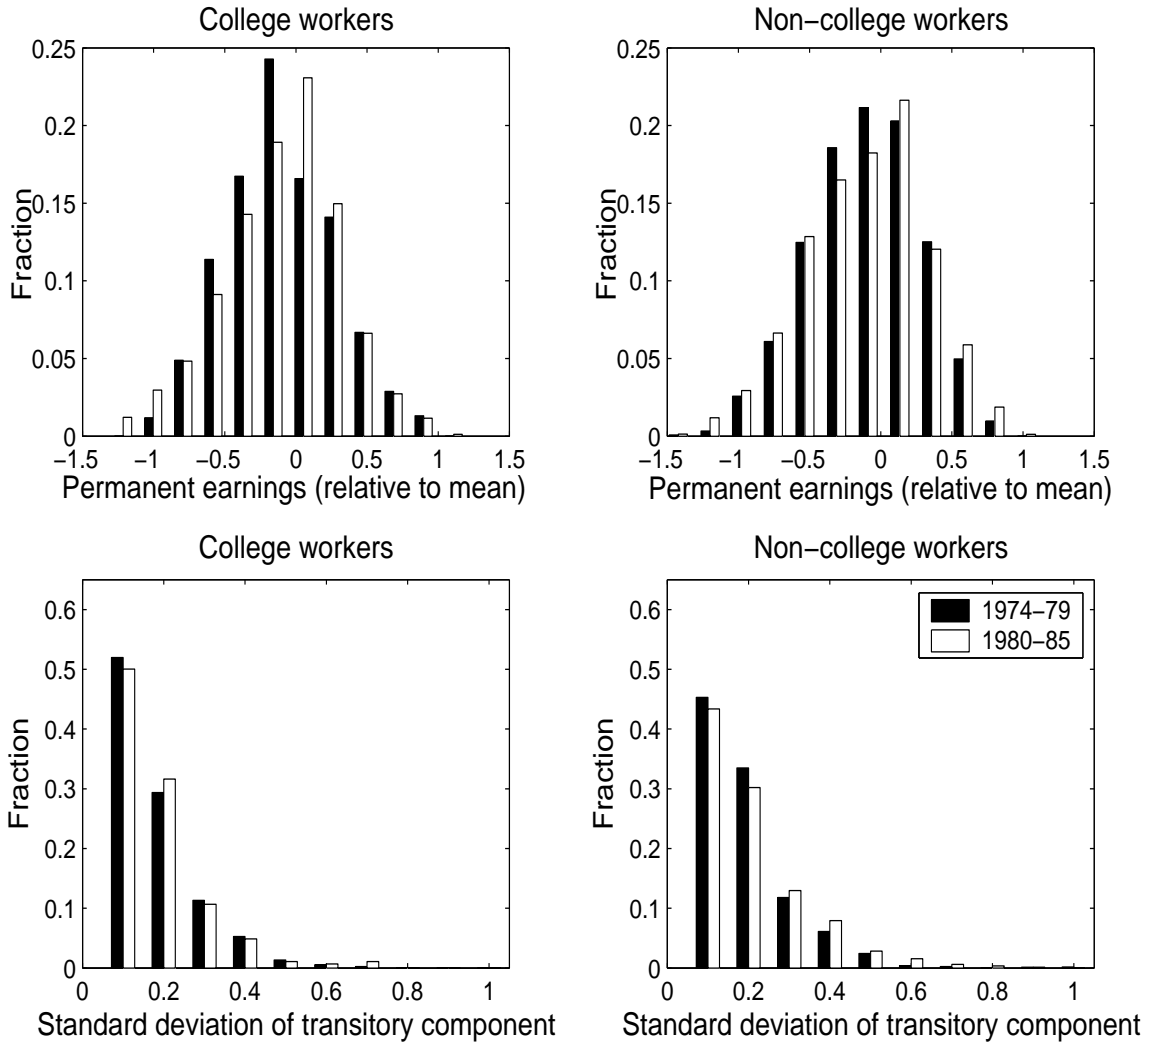 College workers
0.25
0.2
0.15
0.1
0.05
0
Fraction
−1.5 −1 −0.5 0 0.5 1 1.5
Permanent earnings (relative to mean)
Non−college workers
0.25
0.2
0.15
0.1
0.05
0
Fraction
−1.5 −1 −0.5 0 0.5 1 1.5
Permanent earnings (relative to mean)
College workers
0.6
0.5
0.4
0.3
0.2
0.1
0
Fraction
0 0.2 0.4 0.6 0.8 1
Standard deviation of transitory component
Non−college workers
1974−79
1980−85
0.6
0.5
0.4
0.3
0.2
0.1
0
Fraction
0 0.2 0.4 0.6 0.8 1
Standard deviation of transitory component